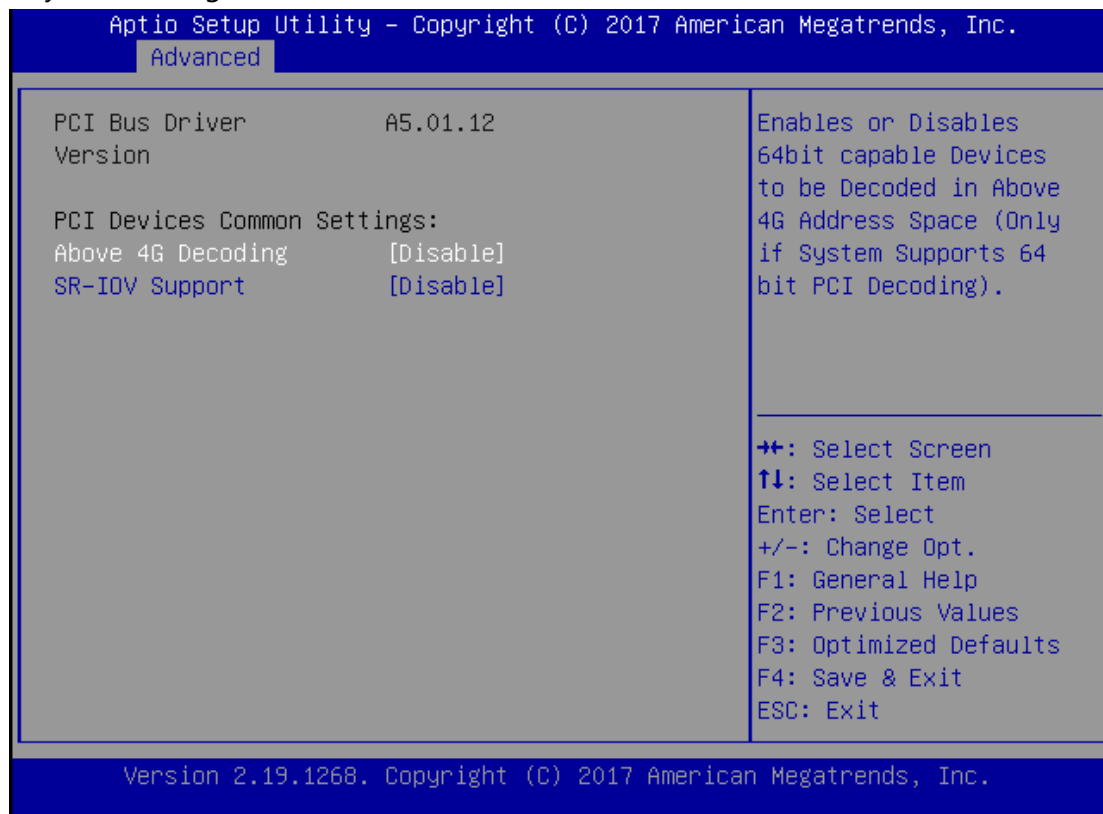 Aptio Setup Utility – Copyright (C) 2017 American Megatrends, Inc.
Advanced
PCI Bus Driver A5.01.12
Version
PCI Devices Common Settings:
Above 4G Decoding [Disable]
SR-IOV Support [Disable]
Enables or Disables
64bit capable Devices
to be Decoded in Above
4G Address Space (Only
if System Supports 64
bit PCI Decoding).
→←: Select Screen
↑↓: Select Item
Enter: Select
+/-: Change Opt.
F1: General Help
F2: Previous Values
F3: Optimized Defaults
F4: Save & Exit
ESC: Exit
Version 2.19.1268. Copyright (C) 2017 American Megatrends, Inc.